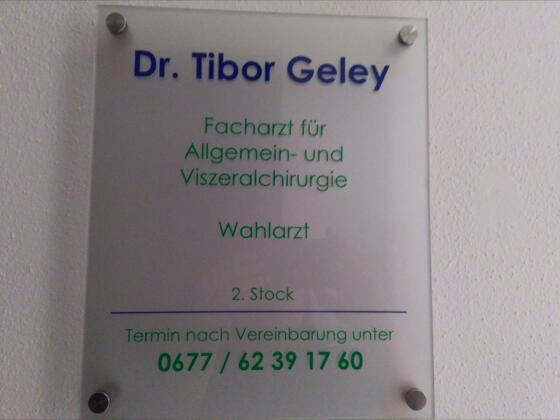 Dr. Tibor Geley
Facharzt für
Allgemein- und
Viszeralchirurgie
Wahlarzt
2. Stock
Termin nach Vereinbarung unter
0677 / 62 39 17 60